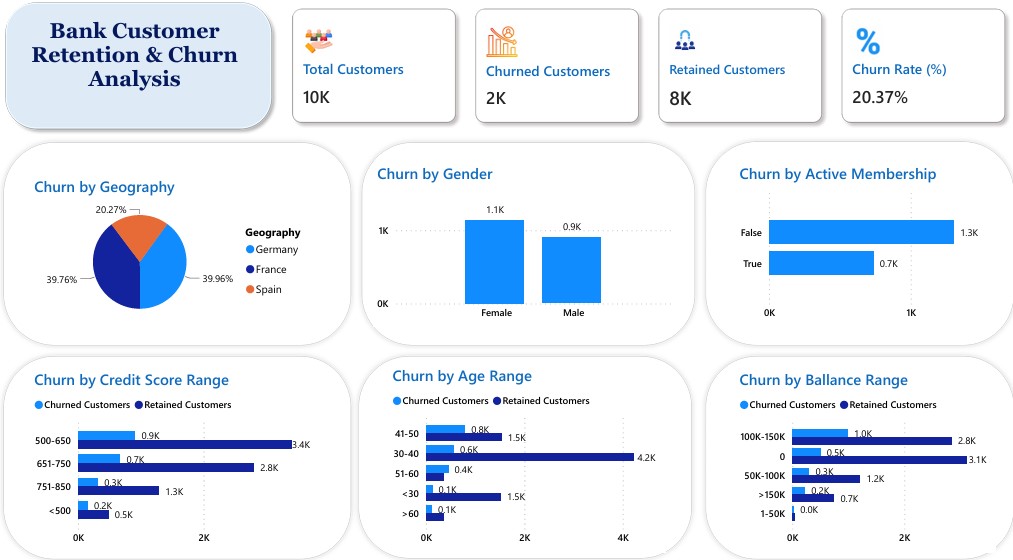 Bank Customer
Retention & Churn
Analysis
Total Customers
10K
Churned Customers
2K
Retained Customers
8K
%
Churn Rate (%)
20.37%
Churn by Geography
20.27%
39.76%
39.96%
Geography
Germany
France
Spain
Churn by Gender
1K
0K
1.1K
0.9K
Female
Male
Churn by Active Membership
False
1.3K
True
0.7K
0K
1K
Churn by Credit Score Range
Churned Customers
Retained Customers
500-650
0.9K
3.4K
651-750
0.7K
2.8K
751-850
0.3K
1.3K
<500
0.2K
0.5K
0K
2K
Churn by Age Range
Churned Customers
Retained Customers
41-50
0.8K
1.5K
30-40
0.6K
4.2K
51-60
0.4K
<30
0.1K
1.5K
>60
0.1K
0K
2K
4K
Churn by Ballance Range
Churned Customers
Retained Customers
100K-150K
1.0K
2.8K
0
0.5K
3.1K
50K-100K
0.3K
1.2K
>150K
0.2K
0.7K
1-50K
0.0K
0K
2K